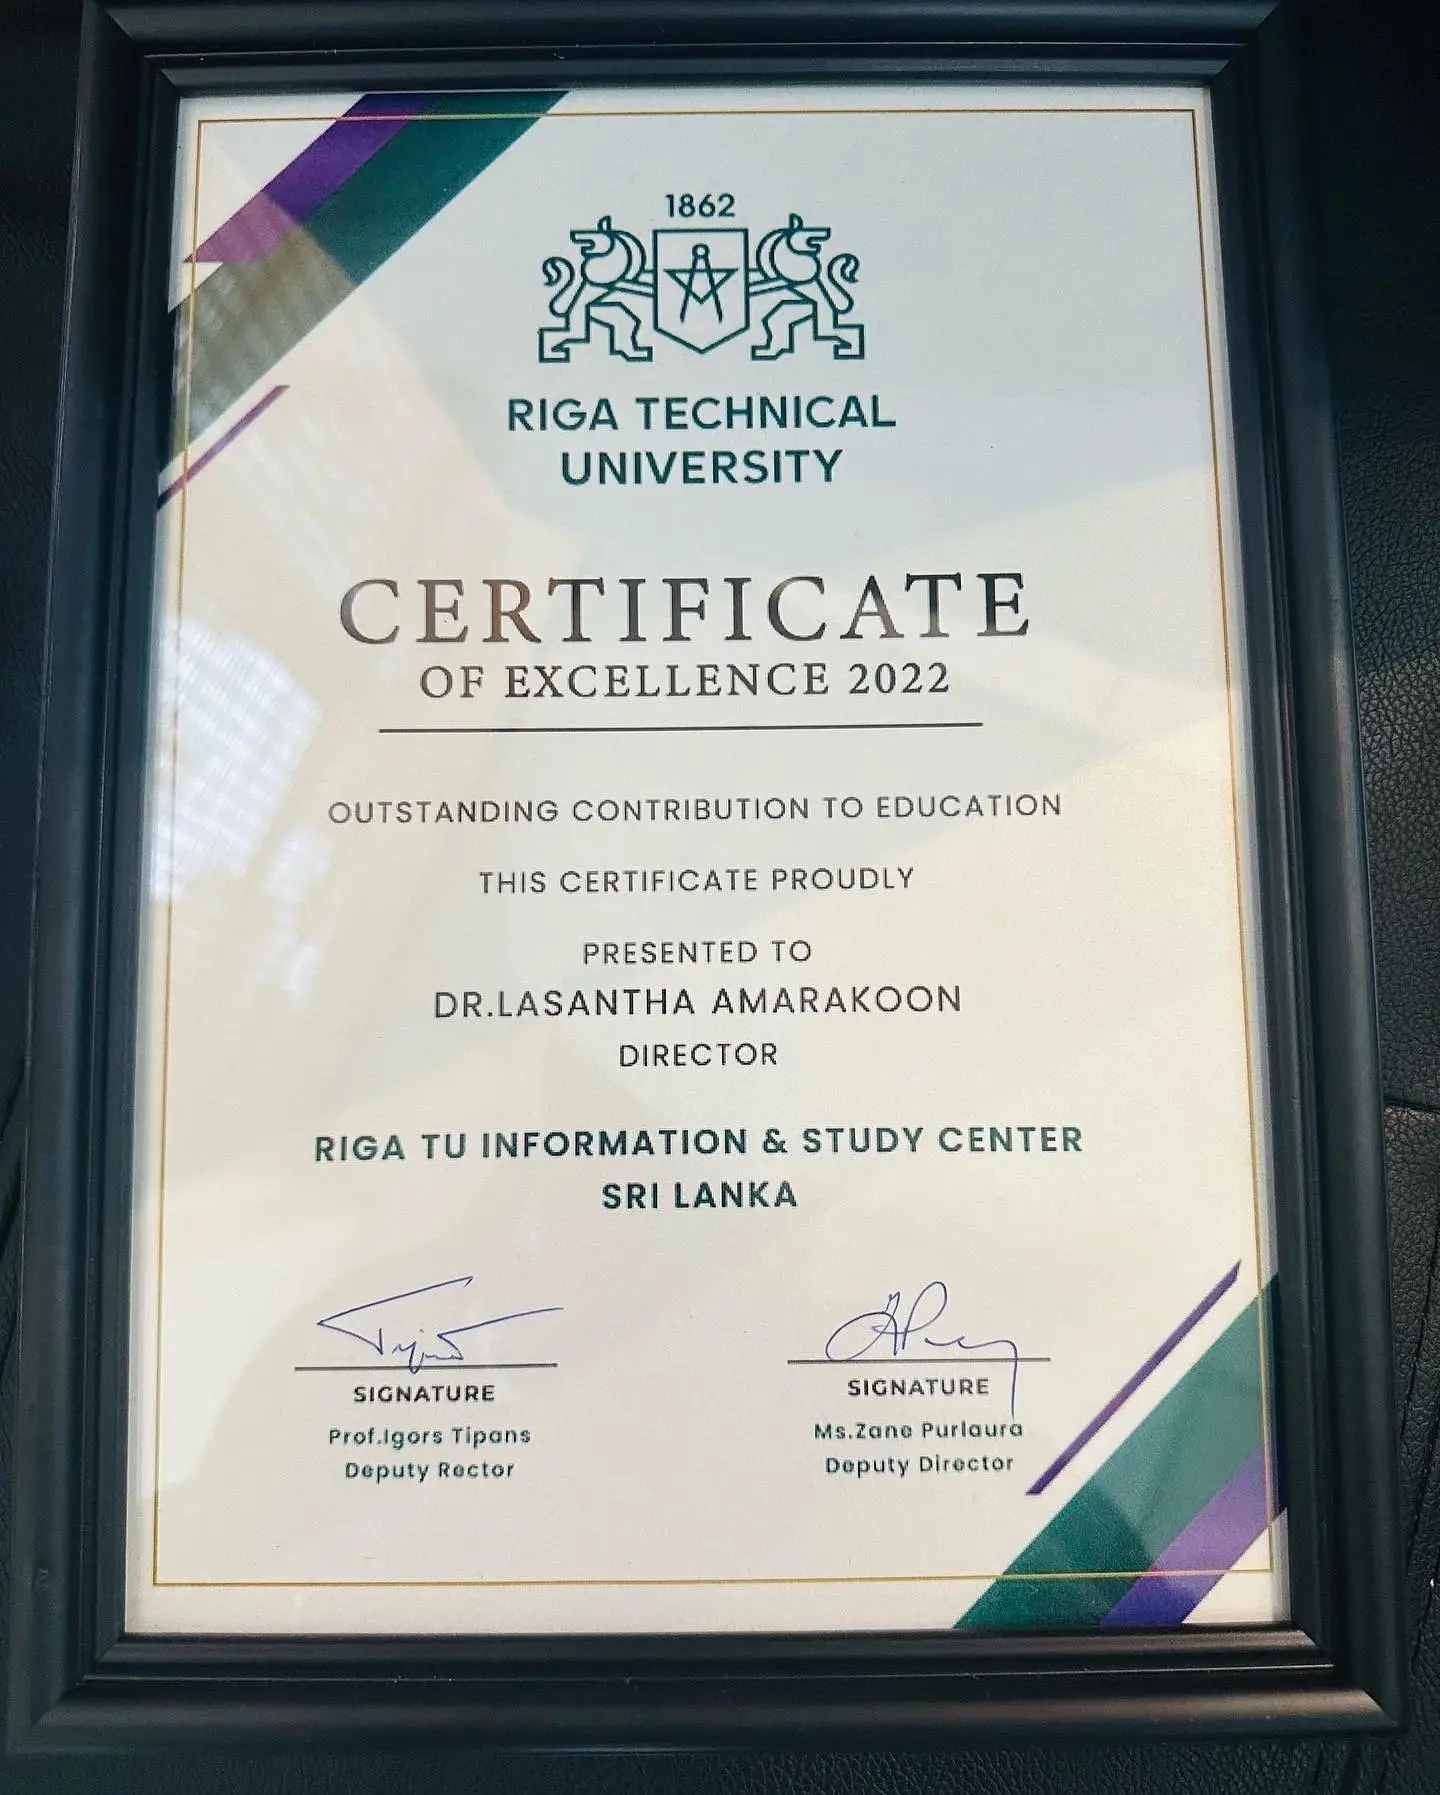 1862
RIGA TECHNICAL
UNIVERSITY
CERTIFICATE
OF EXCELLENCE 2022
OUTSTANDING CONTRIBUTION TO EDUCATION
THIS CERTIFICATE PROUDLY
PRESENTED TO
DR.LASANTHA AMARAKOON
DIRECTOR
RIGA TU INFORMATION & STUDY CENTER
SRI LANKA
SIGNATURE
Prof.Igors Tipans
Deputy Rector
SIGNATURE
Ms.Zane Purlaura
Deputy Director